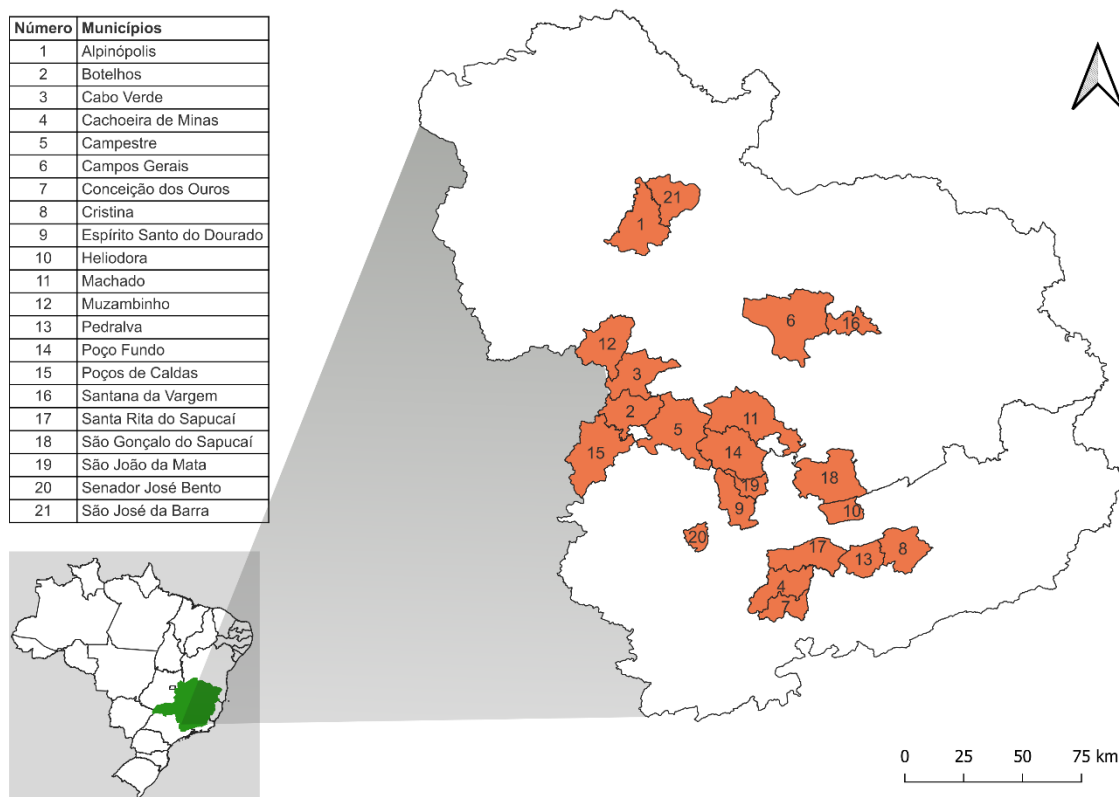 Número Municípios
1 Alpinópolis
2 Botelhos
3 Cabo Verde
4 Cachoeira de Minas
5 Campestre
6 Campos Gerais
7 Conceição dos Ouros
8 Cristina
9 Espírito Santo do Dourado
10 Heliodora
11 Machado
12 Muzambinho
13 Pedralva
14 Poço Fundo
15 Poços de Caldas
16 Santana da Vargem
17 Santa Rita do Sapucaí
18 São Gonçalo do Sapucaí
19 São João da Mata
20 Senador José Bento
21 São José da Barra
21
1
6
16
12
3
2
11
5
14
15
18
19
9
10
20
17
8
13
4
7
0 25 50 75 km